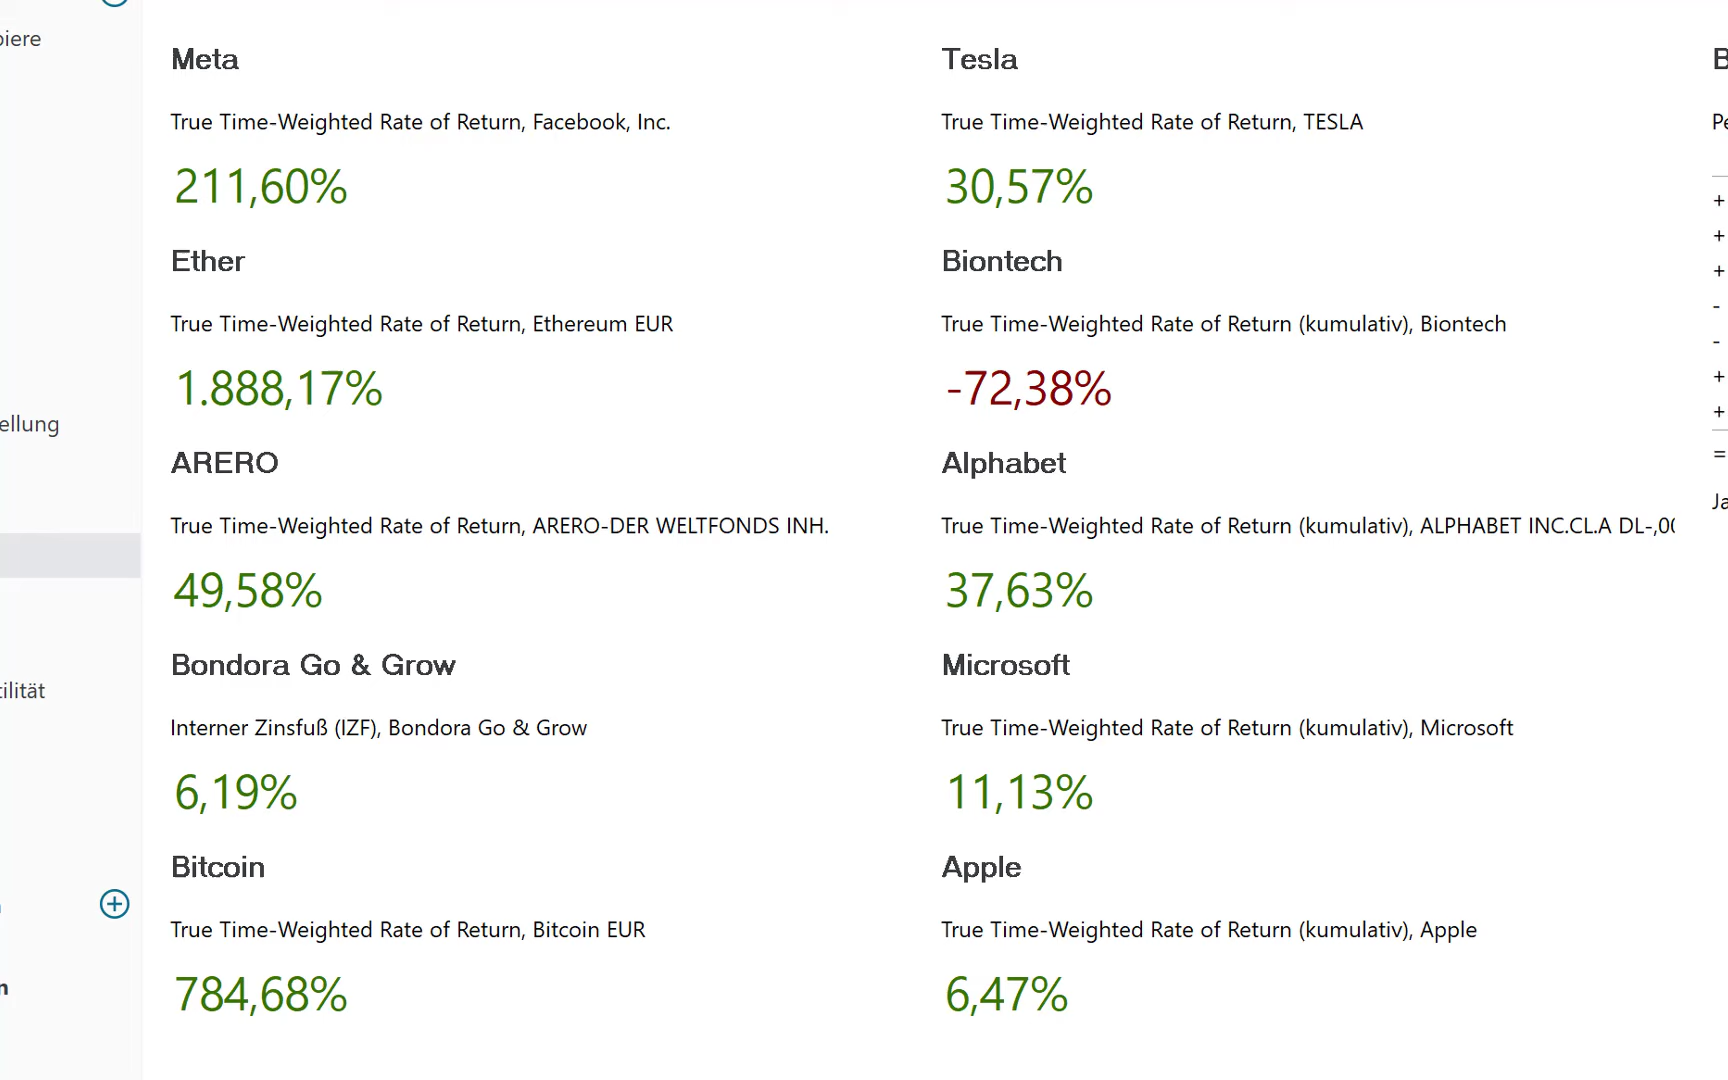 Meta
True Time-Weighted Rate of Return, Facebook, Inc.
211,60%
Ether
True Time-Weighted Rate of Return, Ethereum EUR
1.888,17%
ARERO
True Time-Weighted Rate of Return, ARERO-DER WELTFONDS INH.
49,58%
Bondora Go & Grow
Interner Zinsfuß (IZF), Bondora Go & Grow
6,19%
Bitcoin
True Time-Weighted Rate of Return, Bitcoin EUR
784,68%
Tesla
True Time-Weighted Rate of Return, TESLA
30,57%
Biontech
True Time-Weighted Rate of Return (kumulativ), Biontech
-72,38%
Alphabet
True Time-Weighted Rate of Return (kumulativ), ALPHABET INC.CL.A DL-,00
37,63%
Microsoft
True Time-Weighted Rate of Return (kumulativ), Microsoft
11,13%
Apple
True Time-Weighted Rate of Return (kumulativ), Apple
6,47%
+
+
+
-
-
+
+
=